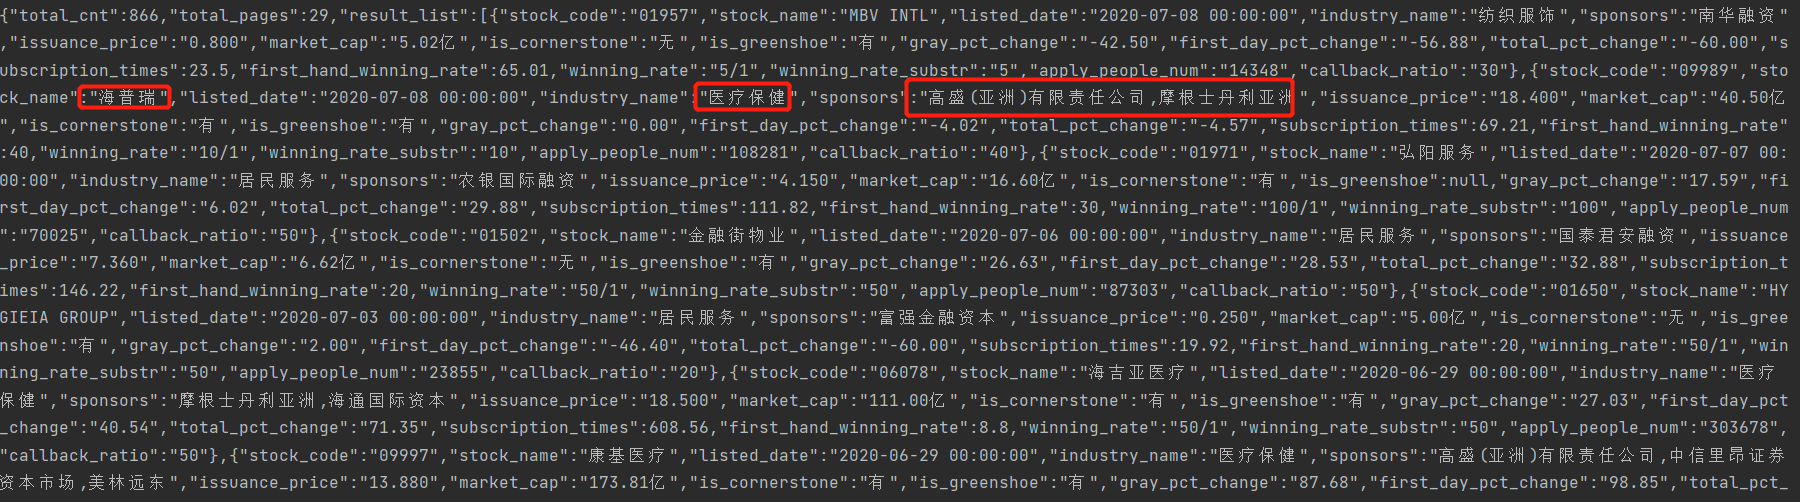 {"total_cnt":866,"total_pages":29,"result_list":[{"stock_code":"01957","stock_name":"MBV INTL","listed_date":"2020-07-08 00:00:00","industry_name":"纺织服饰","sponsors":"南华融资"
,"issuance_price":"0.800","market_cap":"5.02亿","is_cornerstone":"无","is_greenshoe":"有","gray_pct_change":"-42.50","first_day_pct_change":"-56.88","total_pct_change":"-60.00","s
ubscription_times":23.5,"first_hand_winning_rate":65.01,"winning_rate":"5/1","winning_rate_substr":"5","apply_people_num":"14348","callback_ratio":"30"},{"stock_code":"09989","sto
ck_name":"海普瑞","listed_date":"2020-07-08 00:00:00","industry_name":"医疗保健","sponsors":"高盛(亚洲)有限责任公司,摩根士丹利亚洲","issuance_price":"18.400","market_cap":"40.50亿
","is_cornerstone":"有","is_greenshoe":"有","gray_pct_change":"0.00","first_day_pct_change":"-4.02","total_pct_change":"-4.57","subscription_times":69.21,"first_hand_winning_rate"
:40,"winning_rate":"10/1","winning_rate_substr":"10","apply_people_num":"108281","callback_ratio":"40"},{"stock_code":"01971","stock_name":"弘阳服务","listed_date":"2020-07-07 00:
00:00","industry_name":"居民服务","sponsors":"农银国际融资","issuance_price":"4.150","market_cap":"16.60亿","is_cornerstone":"有","is_greenshoe":null,"gray_pct_change":"17.59","fi
rst_day_pct_change":"6.02","total_pct_change":"29.88","subscription_times":111.82,"first_hand_winning_rate":30,"winning_rate":"100/1","winning_rate_substr":"100","apply_people_num
":"70025","callback_ratio":"50"},{"stock_code":"01502","stock_name":"金融街物业","listed_date":"2020-07-06 00:00:00","industry_name":"居民服务","sponsors":"国泰君安融资","issuance
_price":"7.360","market_cap":"6.62亿","is_cornerstone":"无","is_greenshoe":"有","gray_pct_change":"26.63","first_day_pct_change":"28.53","total_pct_change":"32.88","subscription_t
imes":146.22,"first_hand_winning_rate":20,"winning_rate":"50/1","winning_rate_substr":"50","apply_people_num":"87303","callback_ratio":"50"},{"stock_code":"01650","stock_name":"HY
GIEIA GROUP","listed_date":"2020-07-03 00:00:00","industry_name":"居民服务","sponsors":"富强金融资本","issuance_price":"0.250","market_cap":"5.00亿","is_cornerstone":"无","is_gree
nshoe":"有","gray_pct_change":"2.00","first_day_pct_change":"-46.40","total_pct_change":"-60.00","subscription_times":19.92,"first_hand_winning_rate":20,"winning_rate":"50/1","win
ning_rate_substr":"50","apply_people_num":"23855","callback_ratio":"20"},{"stock_code":"06078","stock_name":"海吉亚医疗","listed_date":"2020-06-29 00:00:00","industry_name":"医疗
保健","sponsors":"摩根士丹利亚洲,海通国际资本","issuance_price":"18.500","market_cap":"111.00亿","is_cornerstone":"有","is_greenshoe":"有","gray_pct_change":"27.03","first_day_pct
_change":"40.54","total_pct_change":"71.35","subscription_times":608.56,"first_hand_winning_rate":8.8,"winning_rate":"50/1","winning_rate_substr":"50","apply_people_num":"303678",
"callback_ratio":"50"},{"stock_code":"09997","stock_name":"康基医疗","listed_date":"2020-06-29 00:00:00","industry_name":"医疗保健","sponsors":"高盛(亚洲)有限责任公司,中信里昂证券
资本市场,美林远东","issuance_price":"13.880","market_cap":"173.81亿","is_cornerstone":"有","is_greenshoe":"有","gray_pct_change":"87.68","first_day_pct_change":"98.85","total_pct_